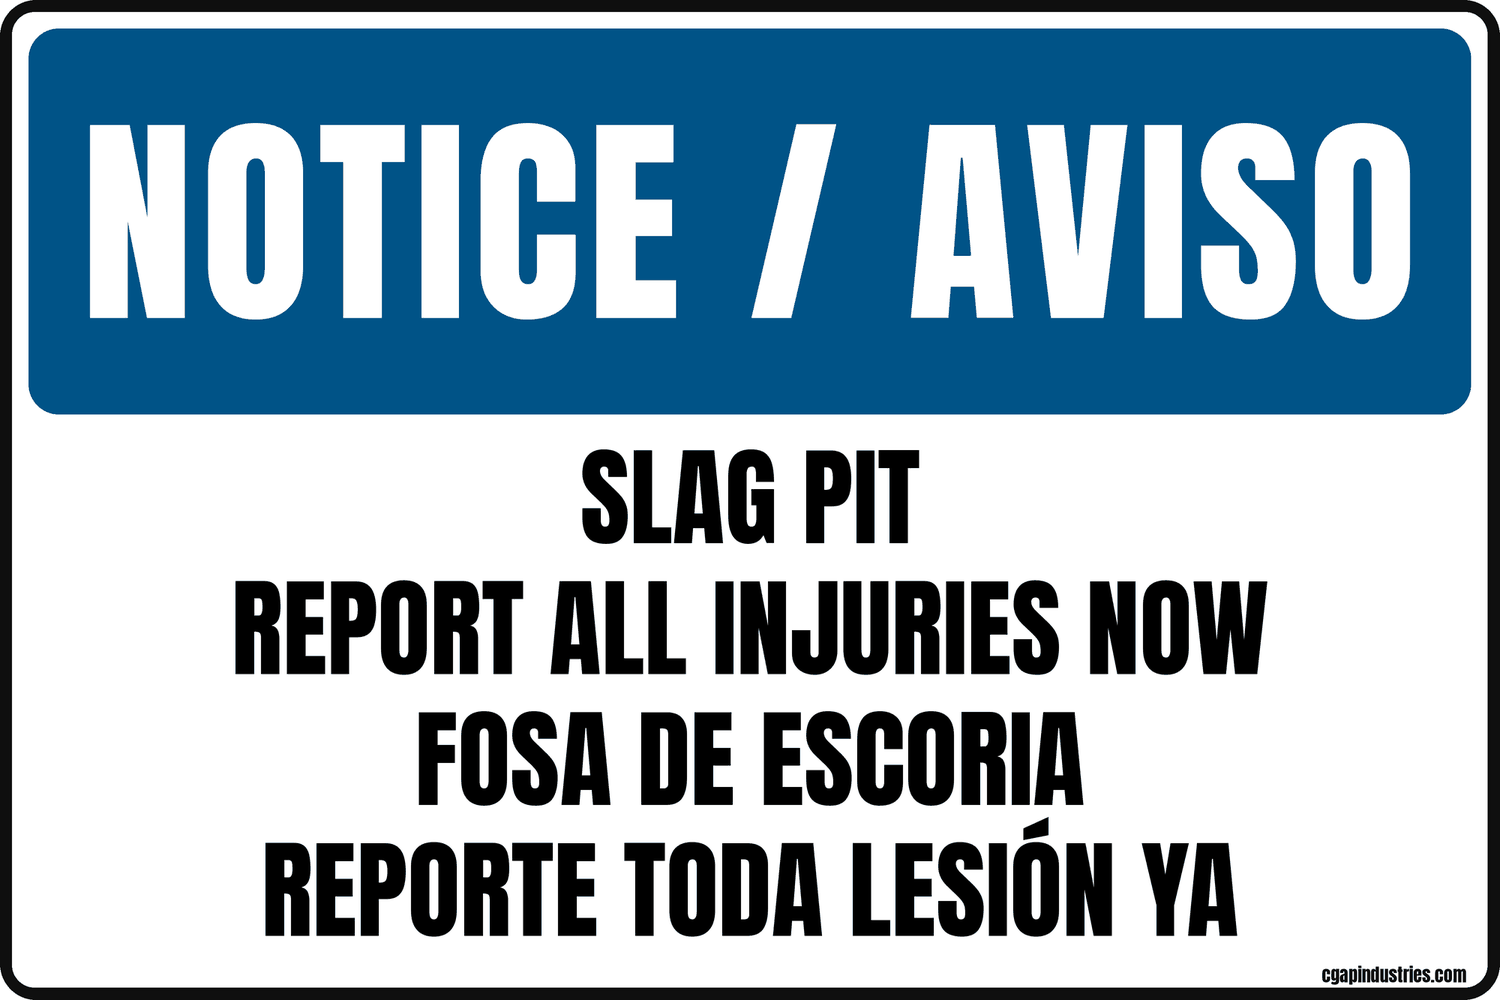 NOTICE / AVISO
SLAG PIT
REPORT ALL INJURIES NOW
FOSA DE ESCORIA
REPORTE TODA LESIÓN YA
cgapindustries.com